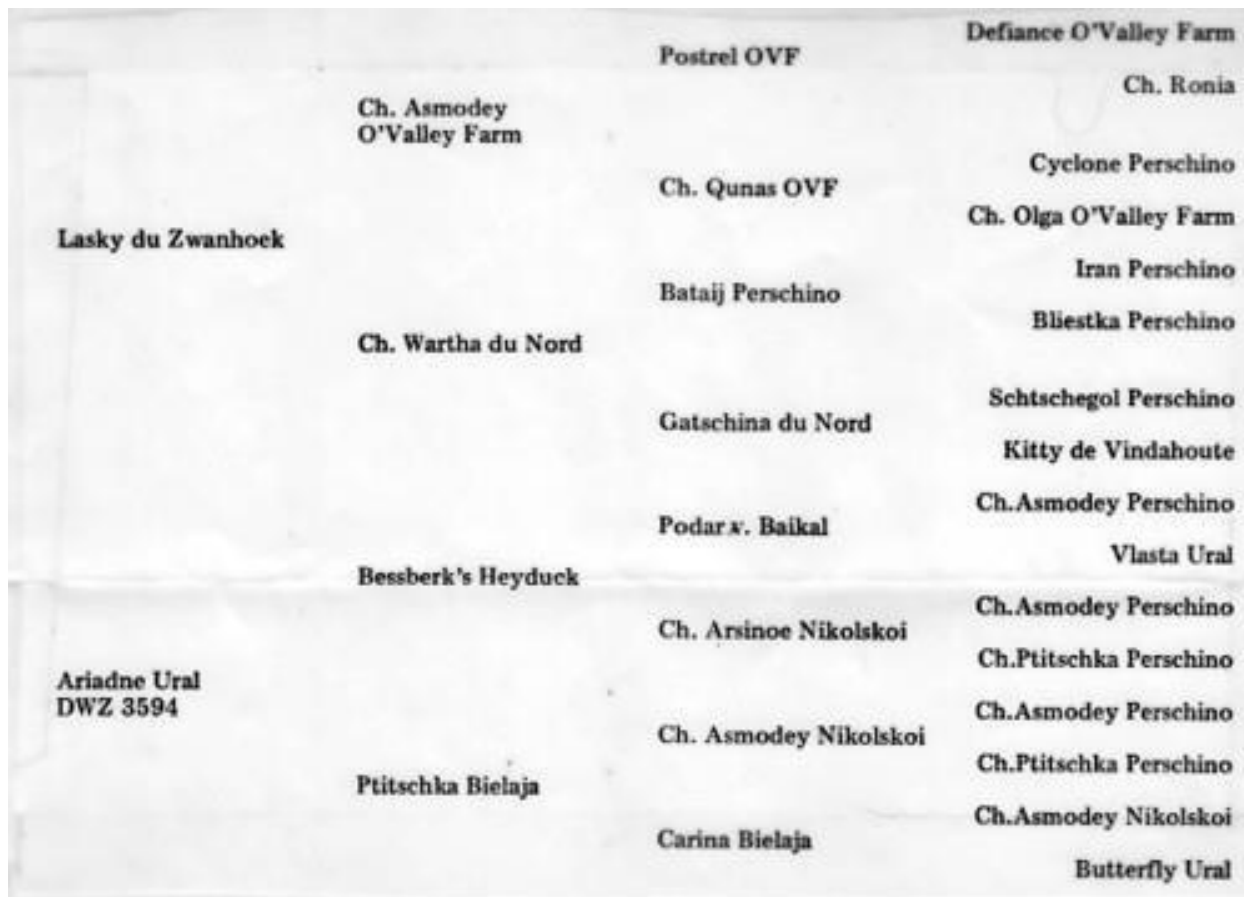 Defiance O'Valley Farm
Postrel OVF
Ch. Ronia
Ch. Asmodey
O'Valley Farm
Cyclone Perschino
Ch. Qunas OVF
Ch. Olga O'Valley Farm
Lasky du Zwanhoek
Iran Perschino
Bataij Perschino
Bliestka Perschino
Ch. Wartha du Nord
Schtschegol Perschino
Gatschina du Nord
Kitty de Vindahoute
Ch.Asmodey Perschino
Podar v. Baikal
Vlasta Ural
Bessberk's Heyduck
Ch.Asmodey Perschino
Ch. Arsinoe Nikolskoi
Ch.Ptitschka Perschino
Ariadne Ural
DWZ 3594
Ch.Asmodey Perschino
Ch. Asmodey Nikolskoi
Ch.Ptitschka Perschino
Ptitschka Bielaja
Ch.Asmodey Nikolskoi
Carina Bielaja
Butterfly Ural